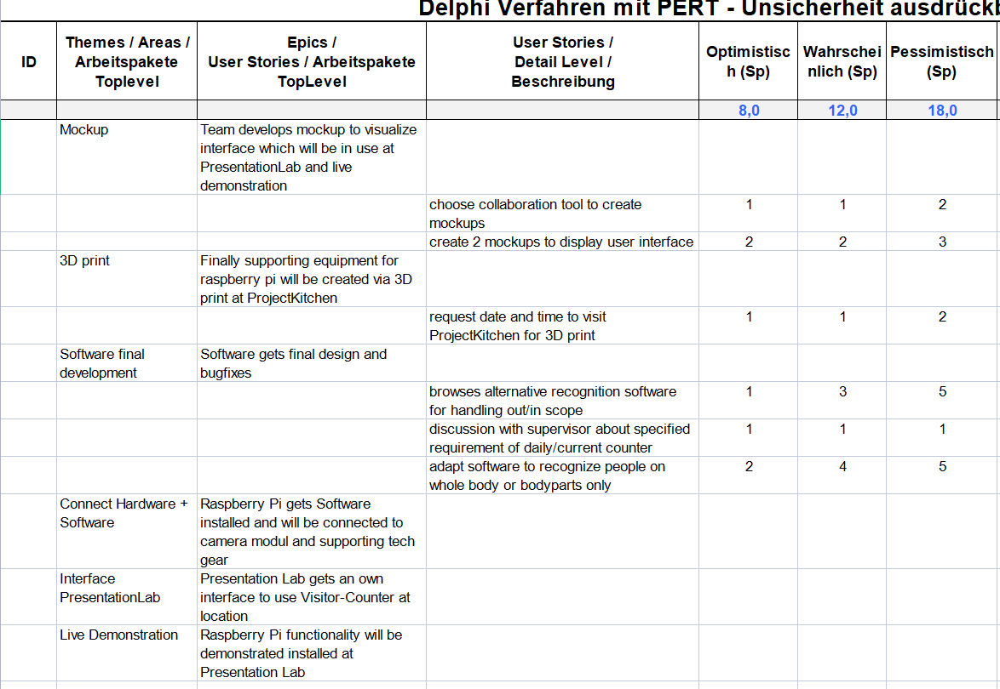 Delphi Verfahren mit PERT - Unsicherheit ausdrückb
ID
Themes / Areas /
Arbeitspakete
Toplevel
Epics /
User Stories / Arbeitspakete
TopLevel
User Stories /
Detail Level /
Beschreibung
Optimistisc
h (Sp)
Wahrschei
nlich (Sp)
Pessimistisch
(Sp)
8,0 12,0 18,0
Mockup
Team develops mockup to visualize
interface which will be in use at
PresentationLab and live
demonstration
choose collaboration tool to create
mockups
1 1 2
create 2 mockups to display user interface 2 2 3
3D print
Finally supporting equipment for
raspberry pi will be created via 3D
print at ProjectKitchen
request date and time to visit
ProjectKitchen for 3D print
1 1 2
Software final
development
Software gets final design and
bugfixes
browses alternative recognition software
for handling out/in scope
1 3 5
discussion with supervisor about specified
requirement of daily/current counter
1 1 1
adapt software to recognize people on
whole body or bodyparts only
2 4 5
Connect Hardware +
Software
Raspberry Pi gets Software
installed and will be connected to
camera modul and supporting tech
gear
Interface
PresentationLab
Presentation Lab gets an own
interface to use Visitor-Counter at
location
Live Demonstration
Raspberry Pi functionality will be
demonstrated installed at
Presentation Lab